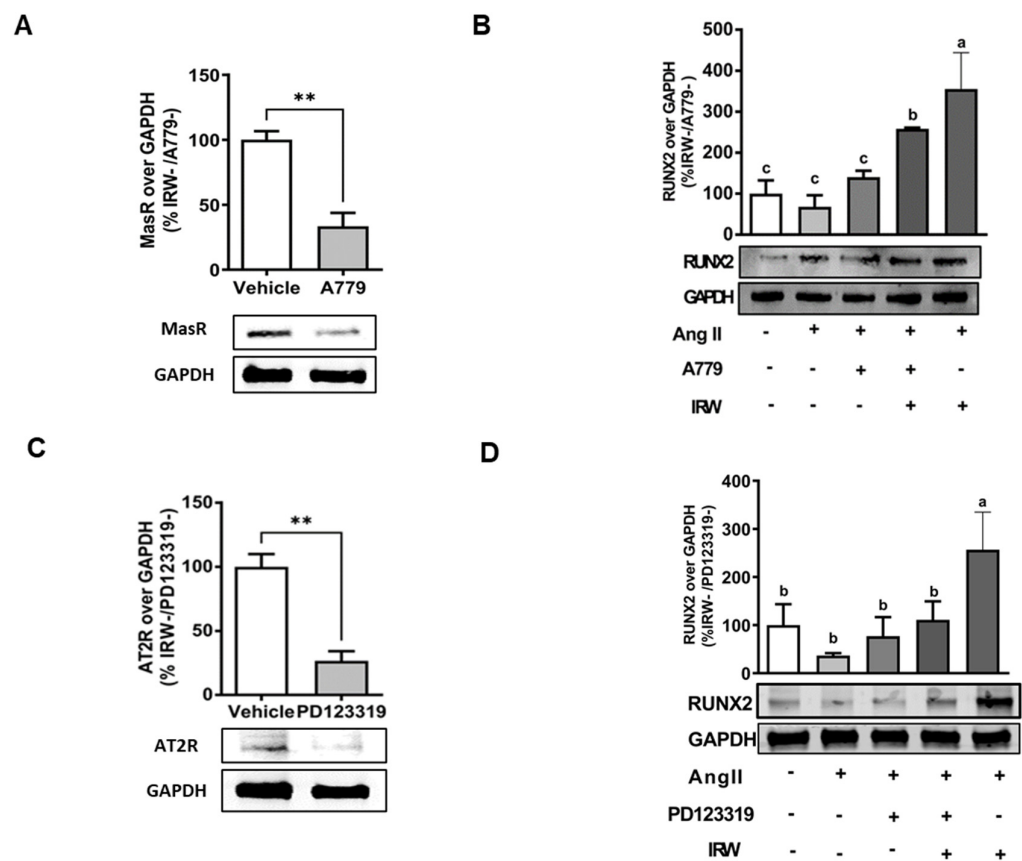 A
MasR over GAPDH
(% IRW- /A779-)
150
100
50
0
**
Vehicle A779
MasR
GAPDH
B
RUNX2 over GAPDH
(%IRW-/A779-)
500
400
300
200
100
0
c c c b a
RUNX2
GAPDH
Ang II - + + + +
A779 - - + + -
IRW - - - + +
C
AT2R over GAPDH
(% IRW-/PD123319-)
150
100
50
0
**
Vehicle PD123319
AT2R
GAPDH
D
RUNX2 over GAPDH
(%IRW-/PD123319-)
400
300
200
100
0
b b b b a
RUNX2
GAPDH
AngII - + + + +
PD123319 - - + + -
IRW - - - + +